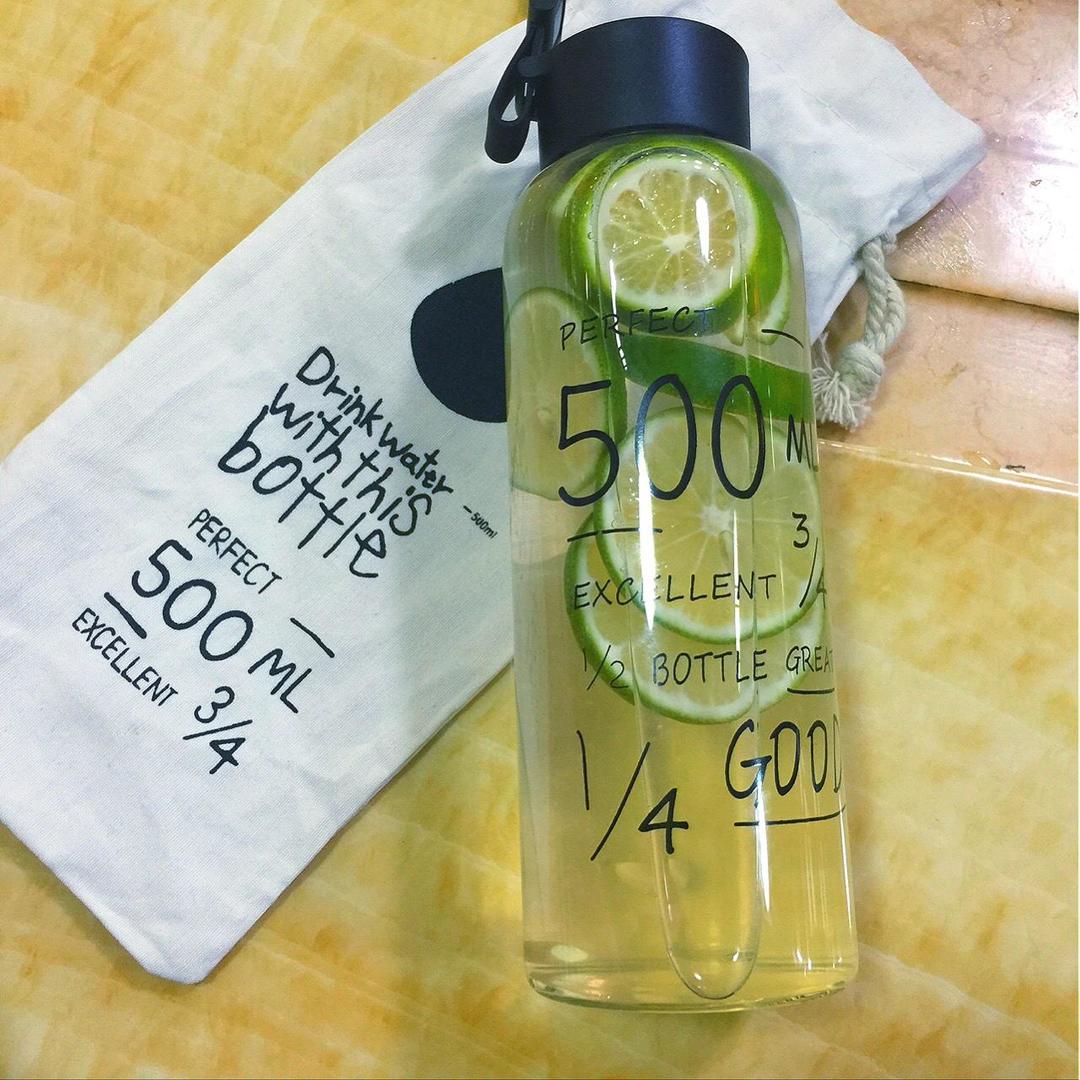 Drink water
with this
bottle
500ml
PERFECT
500 ML
EXCELLENT 3/4
PERFECT
500 ML
3/4
EXCELLENT
1/2 BOTTLE GREAT
1/4 GOOD